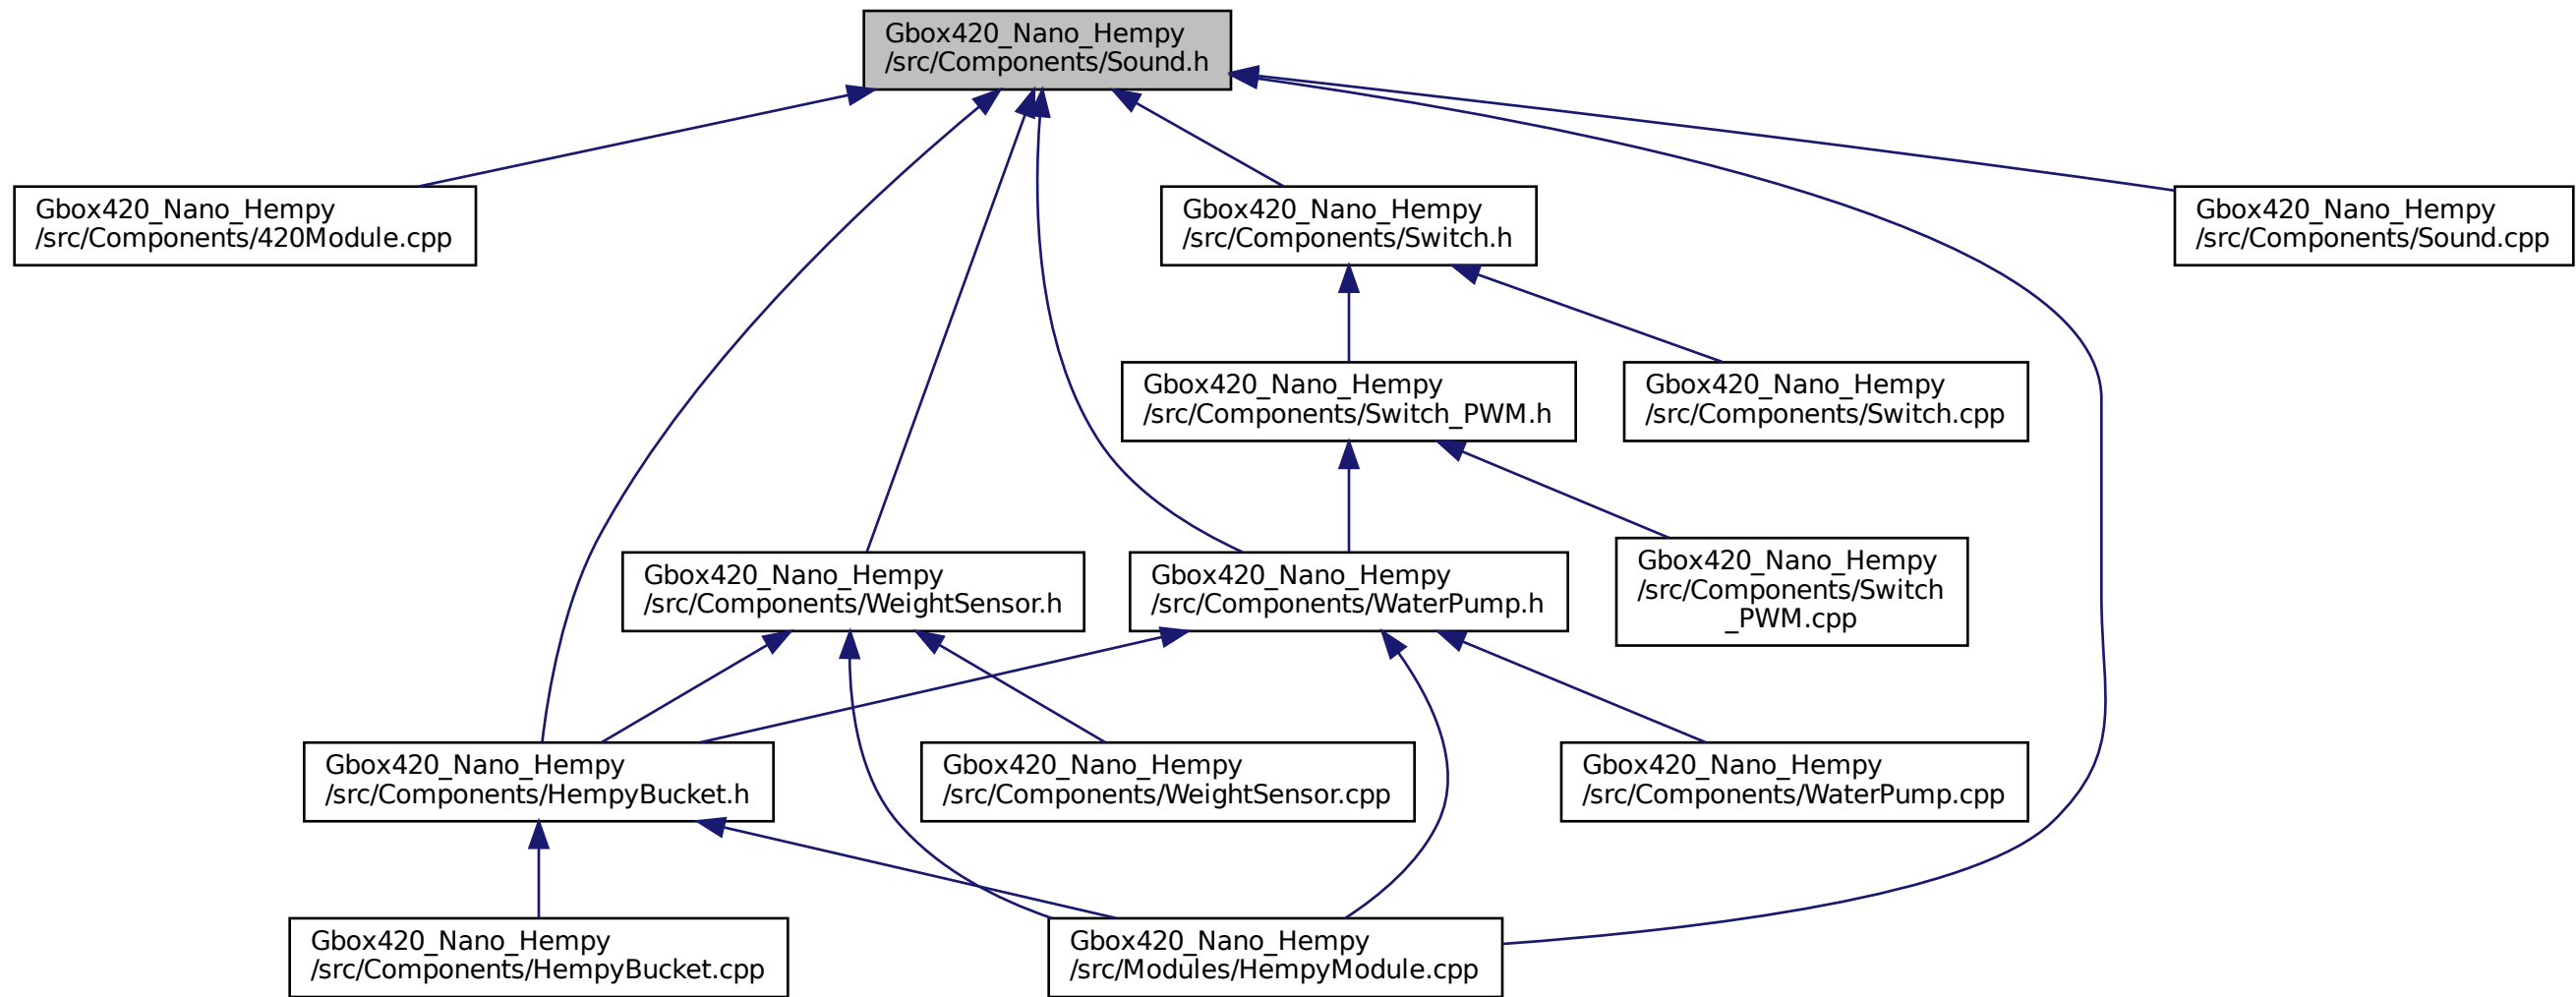 Gbox420_Nano_Hempy
/src/Components/Sound.h
Gbox420_Nano_Hempy
/src/Components/420Module.cpp
Gbox420_Nano_Hempy
/src/Components/Switch.h
Gbox420_Nano_Hempy
/src/Components/Sound.cpp
Gbox420_Nano_Hempy
/src/Components/Switch_PWM.h
Gbox420_Nano_Hempy
/src/Components/Switch.cpp
Gbox420_Nano_Hempy
/src/Components/WeightSensor.h
Gbox420_Nano_Hempy
/src/Components/WaterPump.h
Gbox420_Nano_Hempy
/src/Components/Switch
_PWM.cpp
Gbox420_Nano_Hempy
/src/Components/HempyBucket.h
Gbox420_Nano_Hempy
/src/Components/WeightSensor.cpp
Gbox420_Nano_Hempy
/src/Components/WaterPump.cpp
Gbox420_Nano_Hempy
/src/Components/HempyBucket.cpp
Gbox420_Nano_Hempy
/src/Modules/HempyModule.cpp